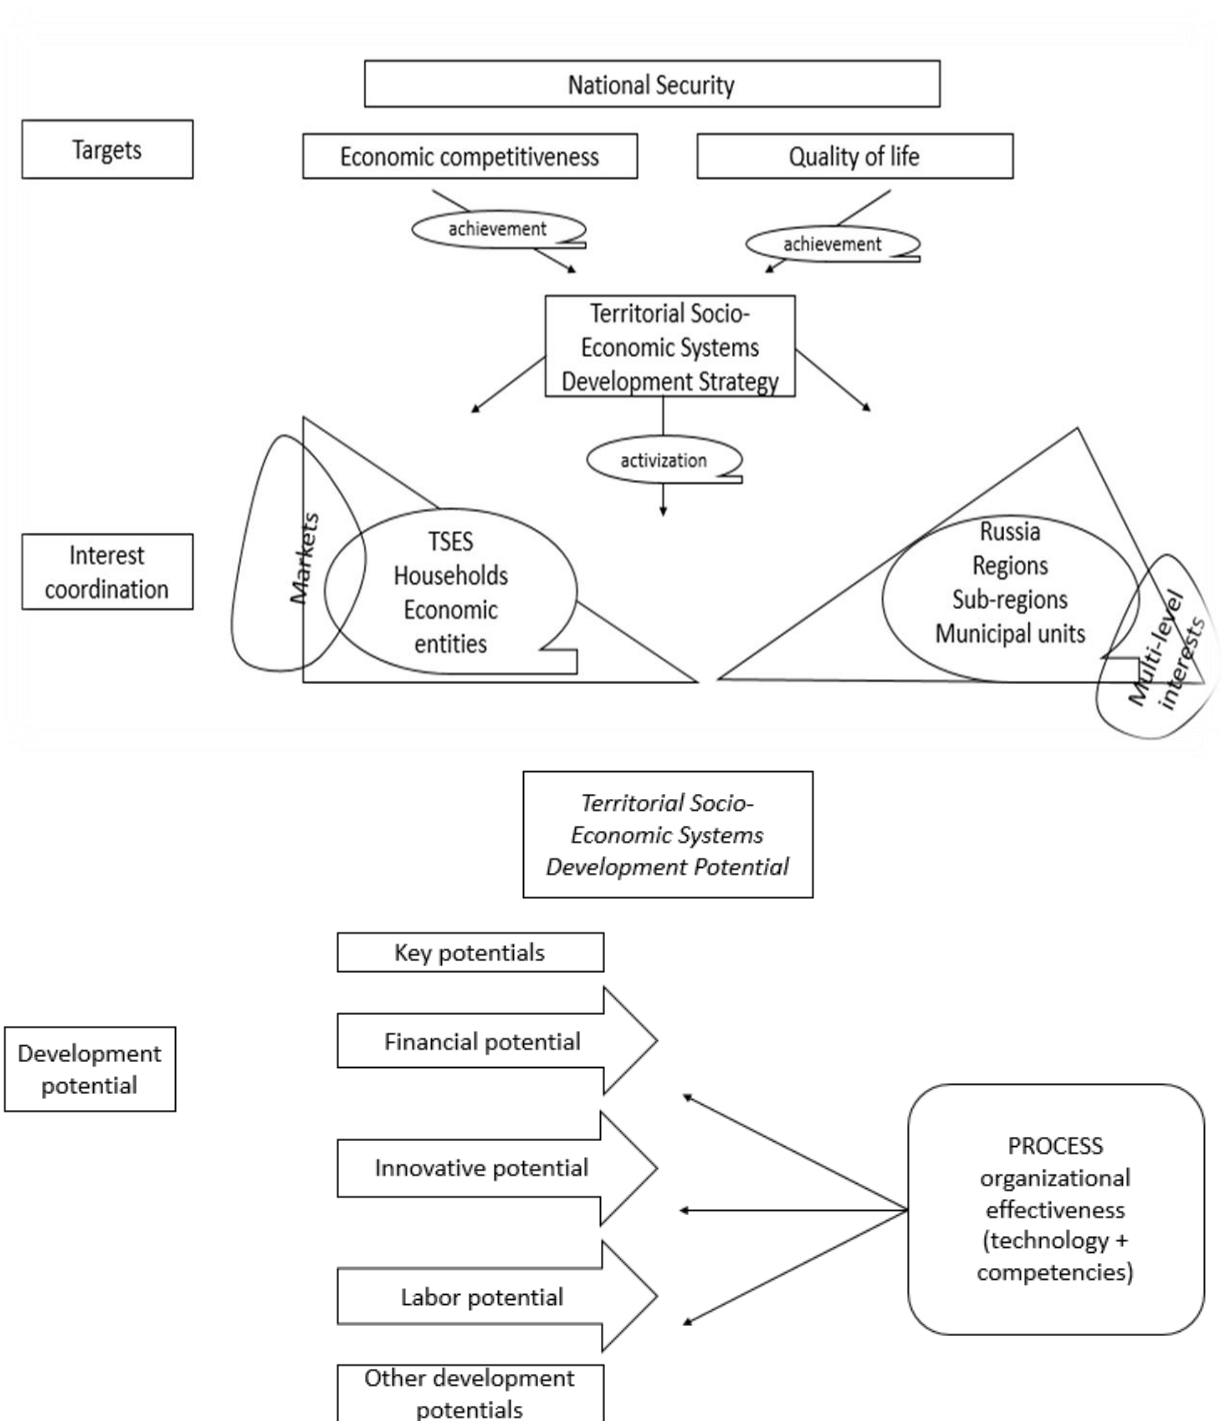 National Security
Targets
Economic competitiveness
Quality of life
achievement
achievement
Territorial Socio-
Economic Systems
Development Strategy
activization
Interest
coordination
Markets
TSES
Households
Economic
entities
Russia
Regions
Sub-regions
Municipal units
Multi-level
interests
Territorial Socio-
Economic Systems
Development Potential
Key potentials
Development
potential
Financial potential
Innovative potential
Labor potential
Other development
potentials
PROCESS
organizational
effectiveness
(technology +
competencies)